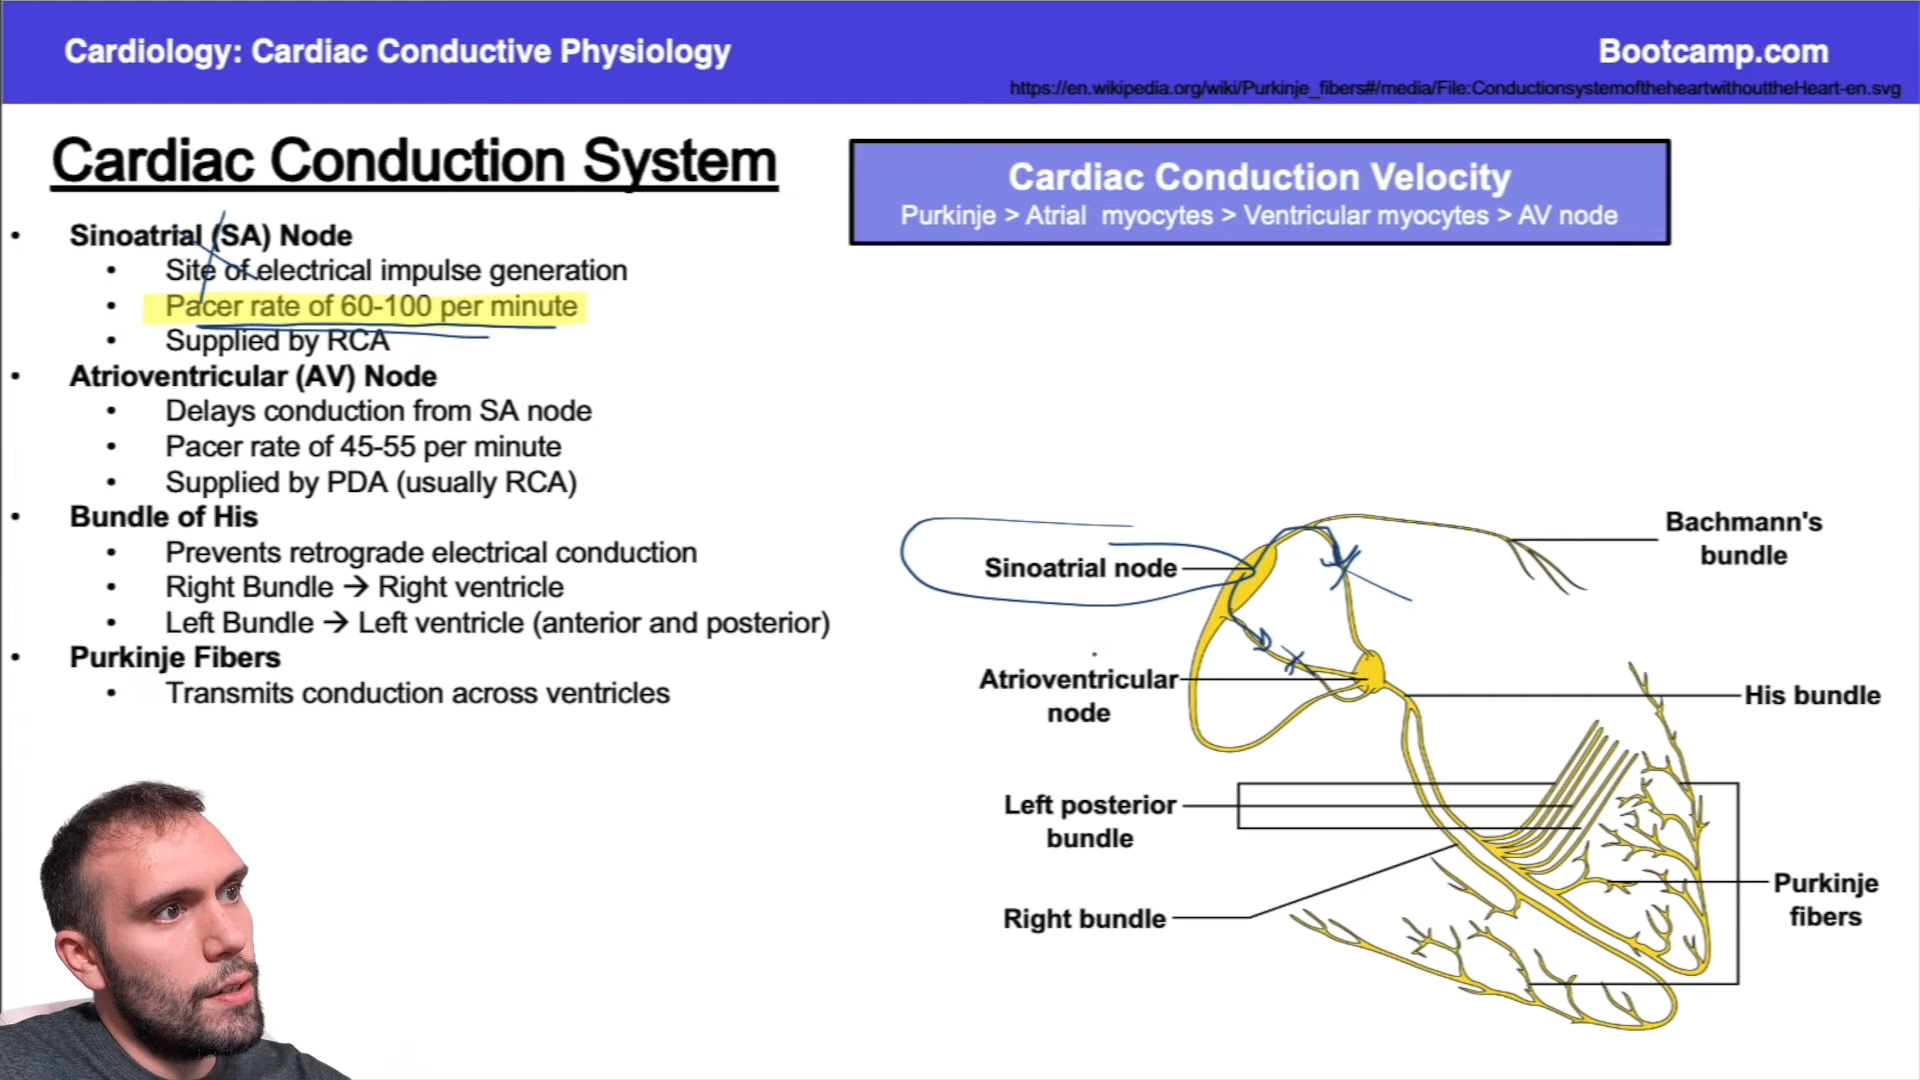 Cardiology: Cardiac Conductive Physiology
Bootcamp.com
https://en.wikipedia.org/wiki/Purkinje_fibers#/media/File:ConductionsystemoftheheartwithouttheHeart-en.svg
Cardiac Conduction System
• Sinoatrial (SA) Node
• Site of electrical impulse generation
• Pacer rate of 60-100 per minute
• Supplied by RCA
• Atrioventricular (AV) Node
• Delays conduction from SA node
• Pacer rate of 45-55 per minute
• Supplied by PDA (usually RCA)
• Bundle of His
• Prevents retrograde electrical conduction
• Right Bundle → Right ventricle
• Left Bundle → Left ventricle (anterior and posterior)
• Purkinje Fibers
• Transmits conduction across ventricles
Cardiac Conduction Velocity
Purkinje > Atrial myocytes > Ventricular myocytes > AV node
Bachmann's
bundle
Sinoatrial node
Atrioventricular
node
His bundle
Left posterior
bundle
Right bundle
Purkinje
fibers